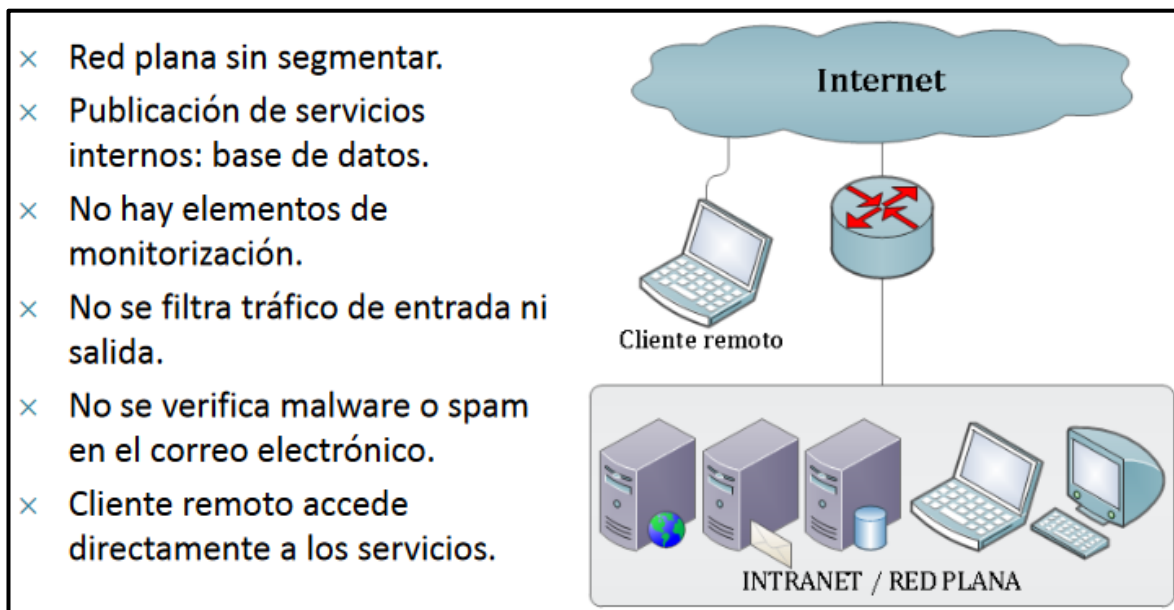 × Red plana sin segmentar.
× Publicación de servicios
internos: base de datos.
× No hay elementos de
monitorización.
× No se filtra tráfico de entrada ni
salida.
× No se verifica malware o spam
en el correo electrónico.
× Cliente remoto accede
directamente a los servicios.
Internet
Cliente remoto
INTRANET / RED PLANA